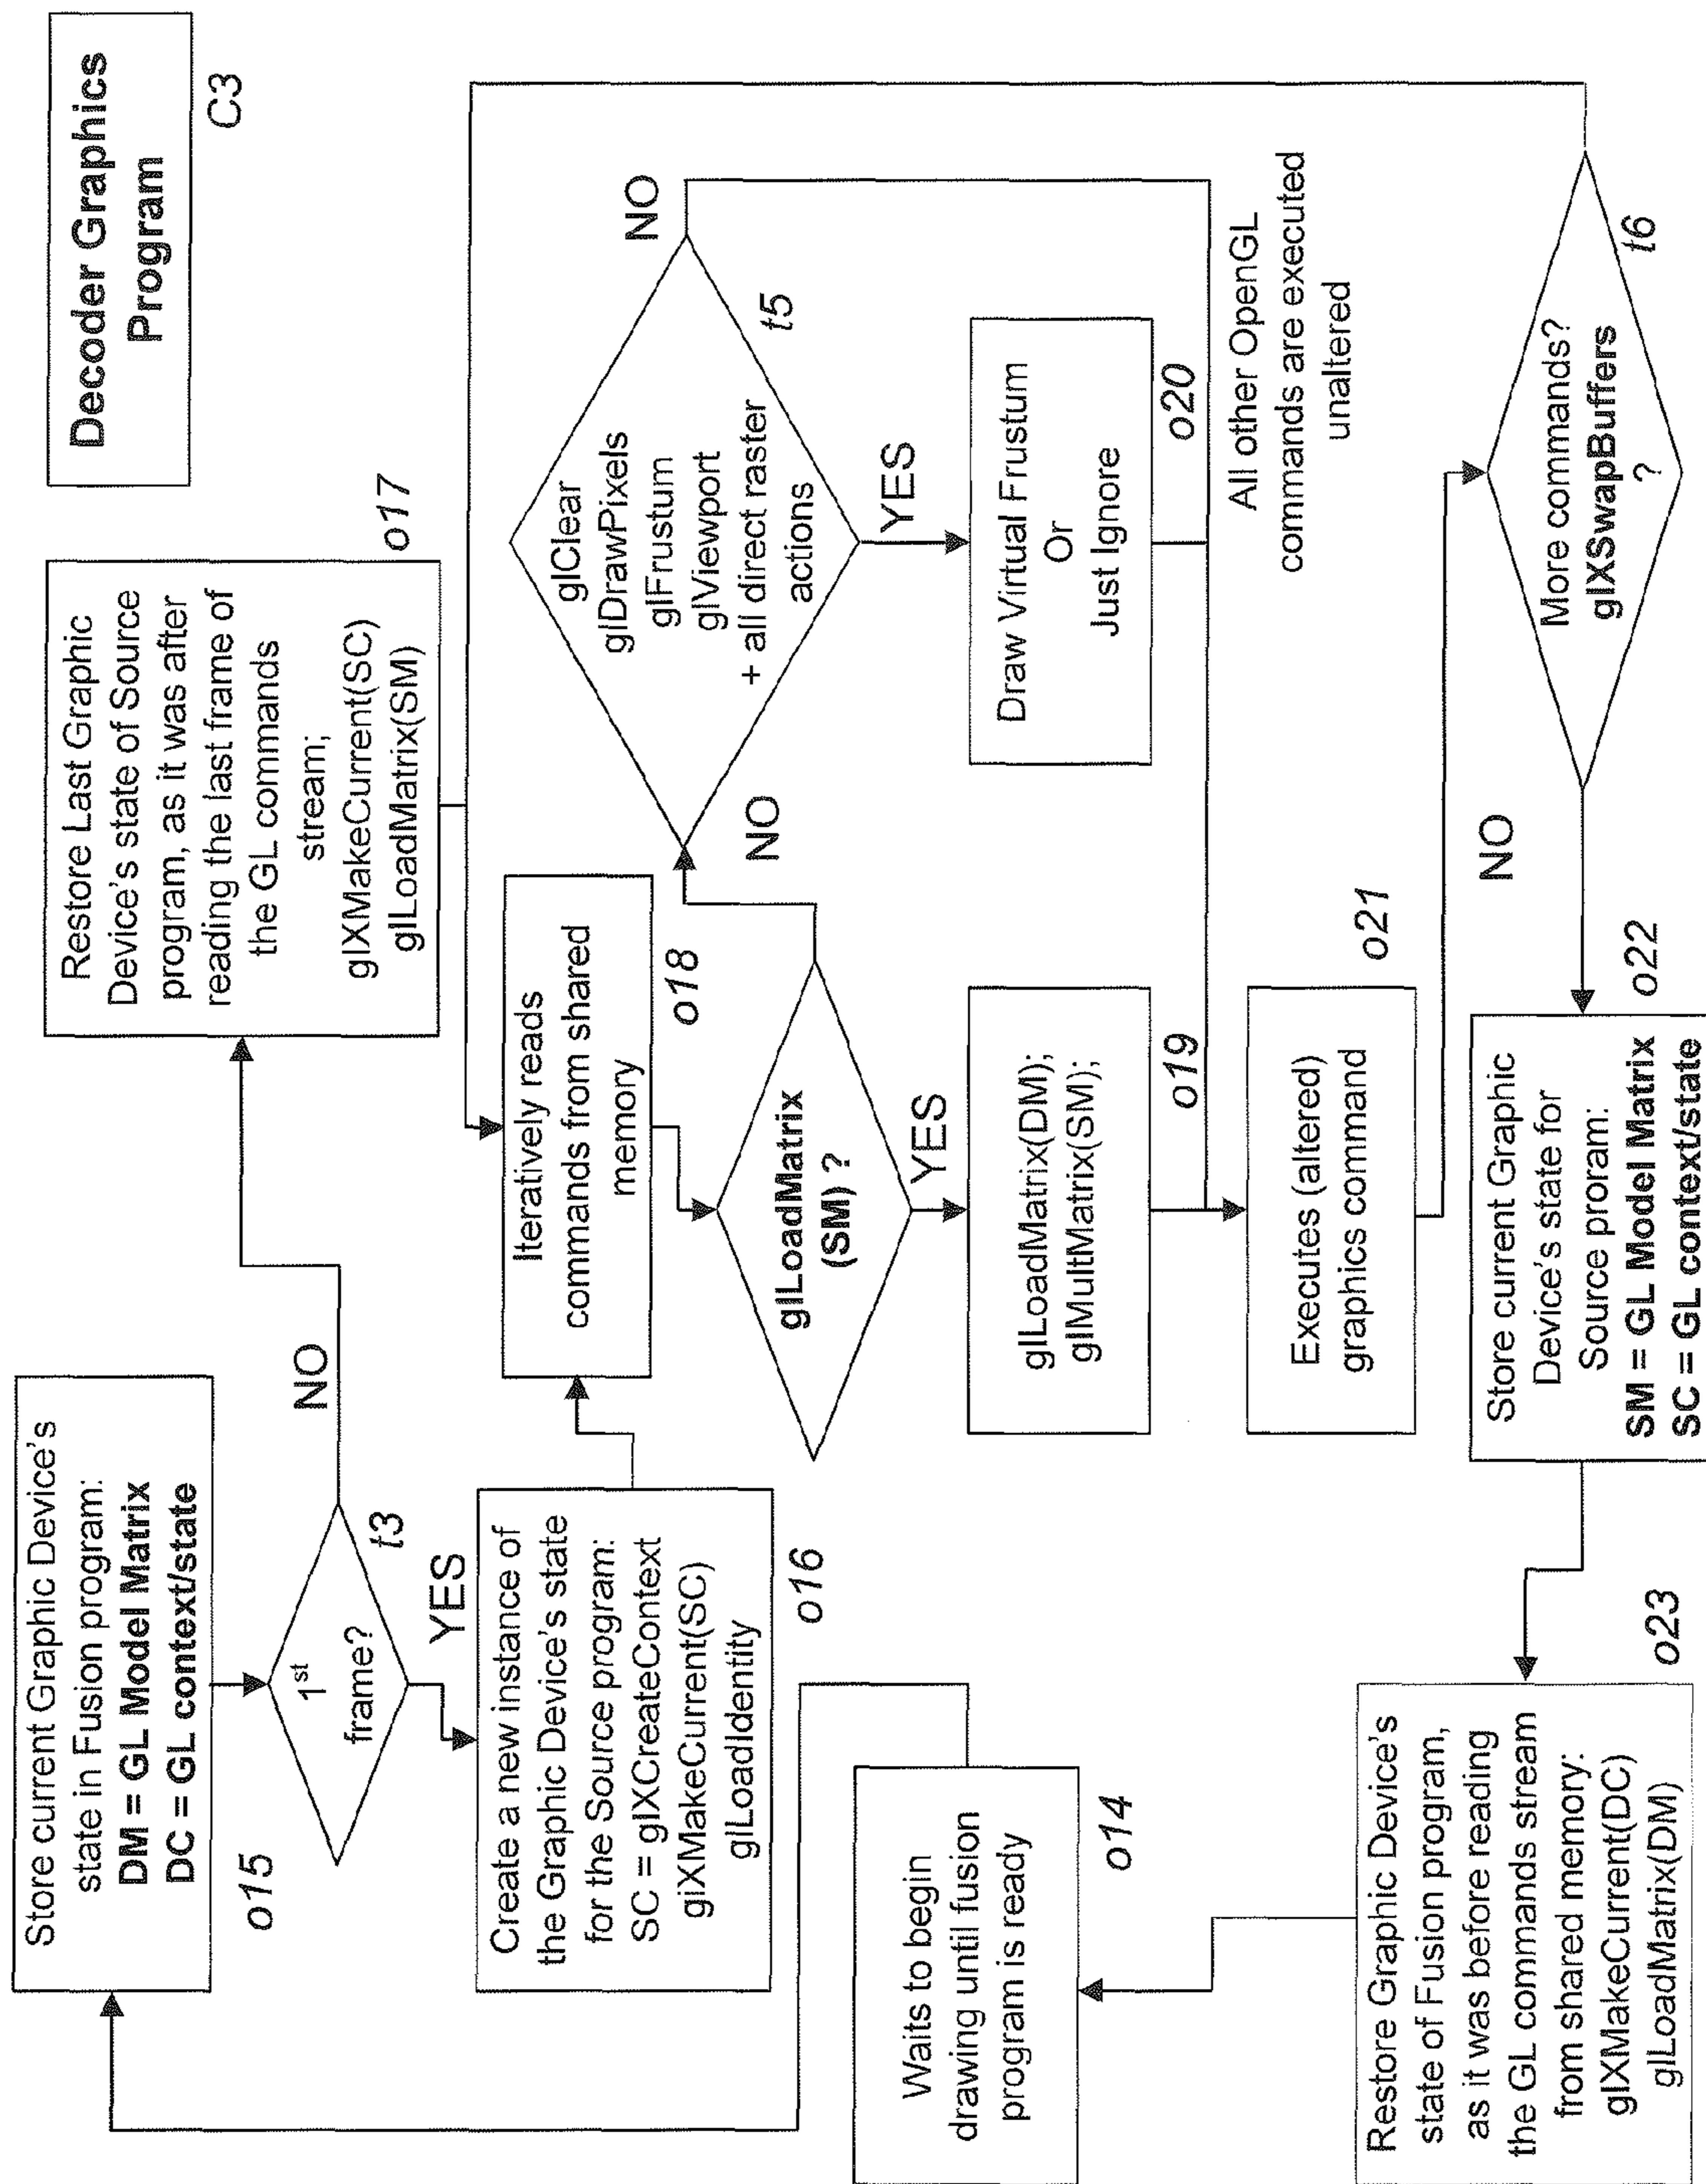 Decoder Graphics
Program
C3
Store current Graphic Device's
state in Fusion program:
DM = GL Model Matrix
DC = GL context/state
o15
1st
frame?
t3
NO
YES
Restore Last Graphic
Device's state of Source
program, as it was after
reading the last frame of
the GL commands
stream;
glXMakeCurrent(SC)
glLoadMatrix(SM)
o17
Create a new instance of
the Graphic Device's state
for the Source program:
SC = glXCreateContext
glXMakeCurrent(SC)
glLoadIdentity
o16
Iteratively reads
commands from shared
memory
o18
glLoadMatrix
(SM) ?
NO
YES
glClear
glDrawPixels
glFrustum
glViewport
+ all direct raster
actions
t5
NO
YES
Draw Virtual Frustum
Or
Just Ignore
o20
glLoadMatrix(DM);
glMultMatrix(SM);
o19
All other OpenGL
commands are executed
unaltered
Executes (altered)
graphics command
o21
More commands?
glXSwapBuffers
?
t6
NO
Store current Graphic
Device's state for
Source proram:
SM = GL Model Matrix
SC = GL context/state
o22
Restore Graphic Device's
state of Fusion program,
as it was before reading
the GL commands stream
from shared memory:
glXMakeCurrent(DC)
glLoadMatrix(DM)
o23
Waits to begin
drawing until fusion
program is ready
o14